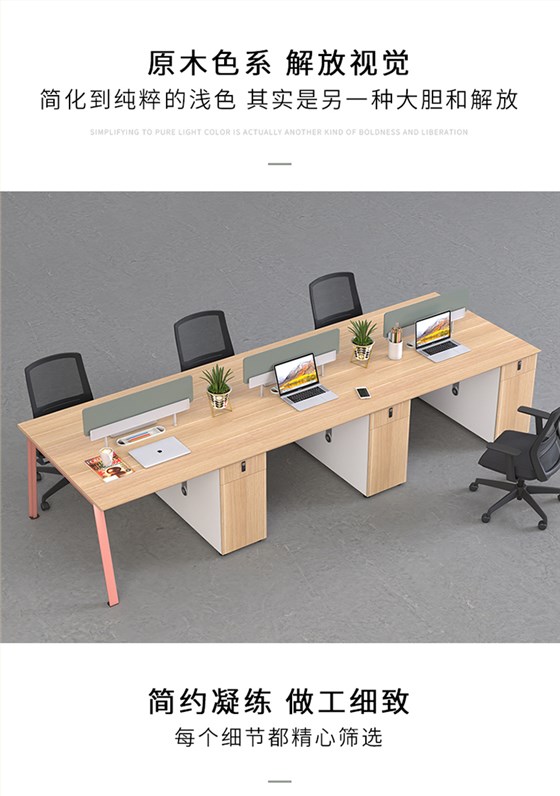 原木色系 解放视觉
简化到纯粹的浅色 其实是另一种大胆和解放
SIMPLIFYING TO PURE LIGHT COLOR IS ACTUALLY ANOTHER KIND OF BOLDNESS AND LIBERATION
简约凝练 做工细致
每个细节都精心筛选